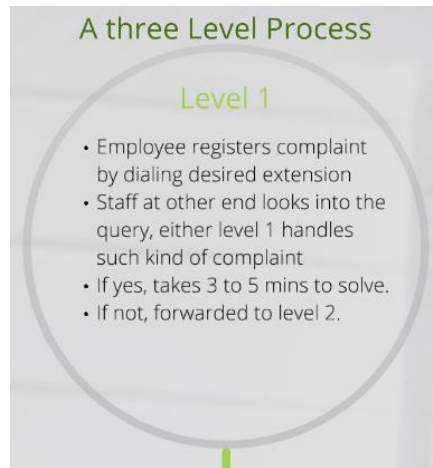 A three Level Process
Level 1
• Employee registers complaint
by dialing desired extension
• Staff at other end looks into the
query, either level 1 handles
such kind of complaint
• If yes, takes 3 to 5 mins to solve.
• If not, forwarded to level 2.